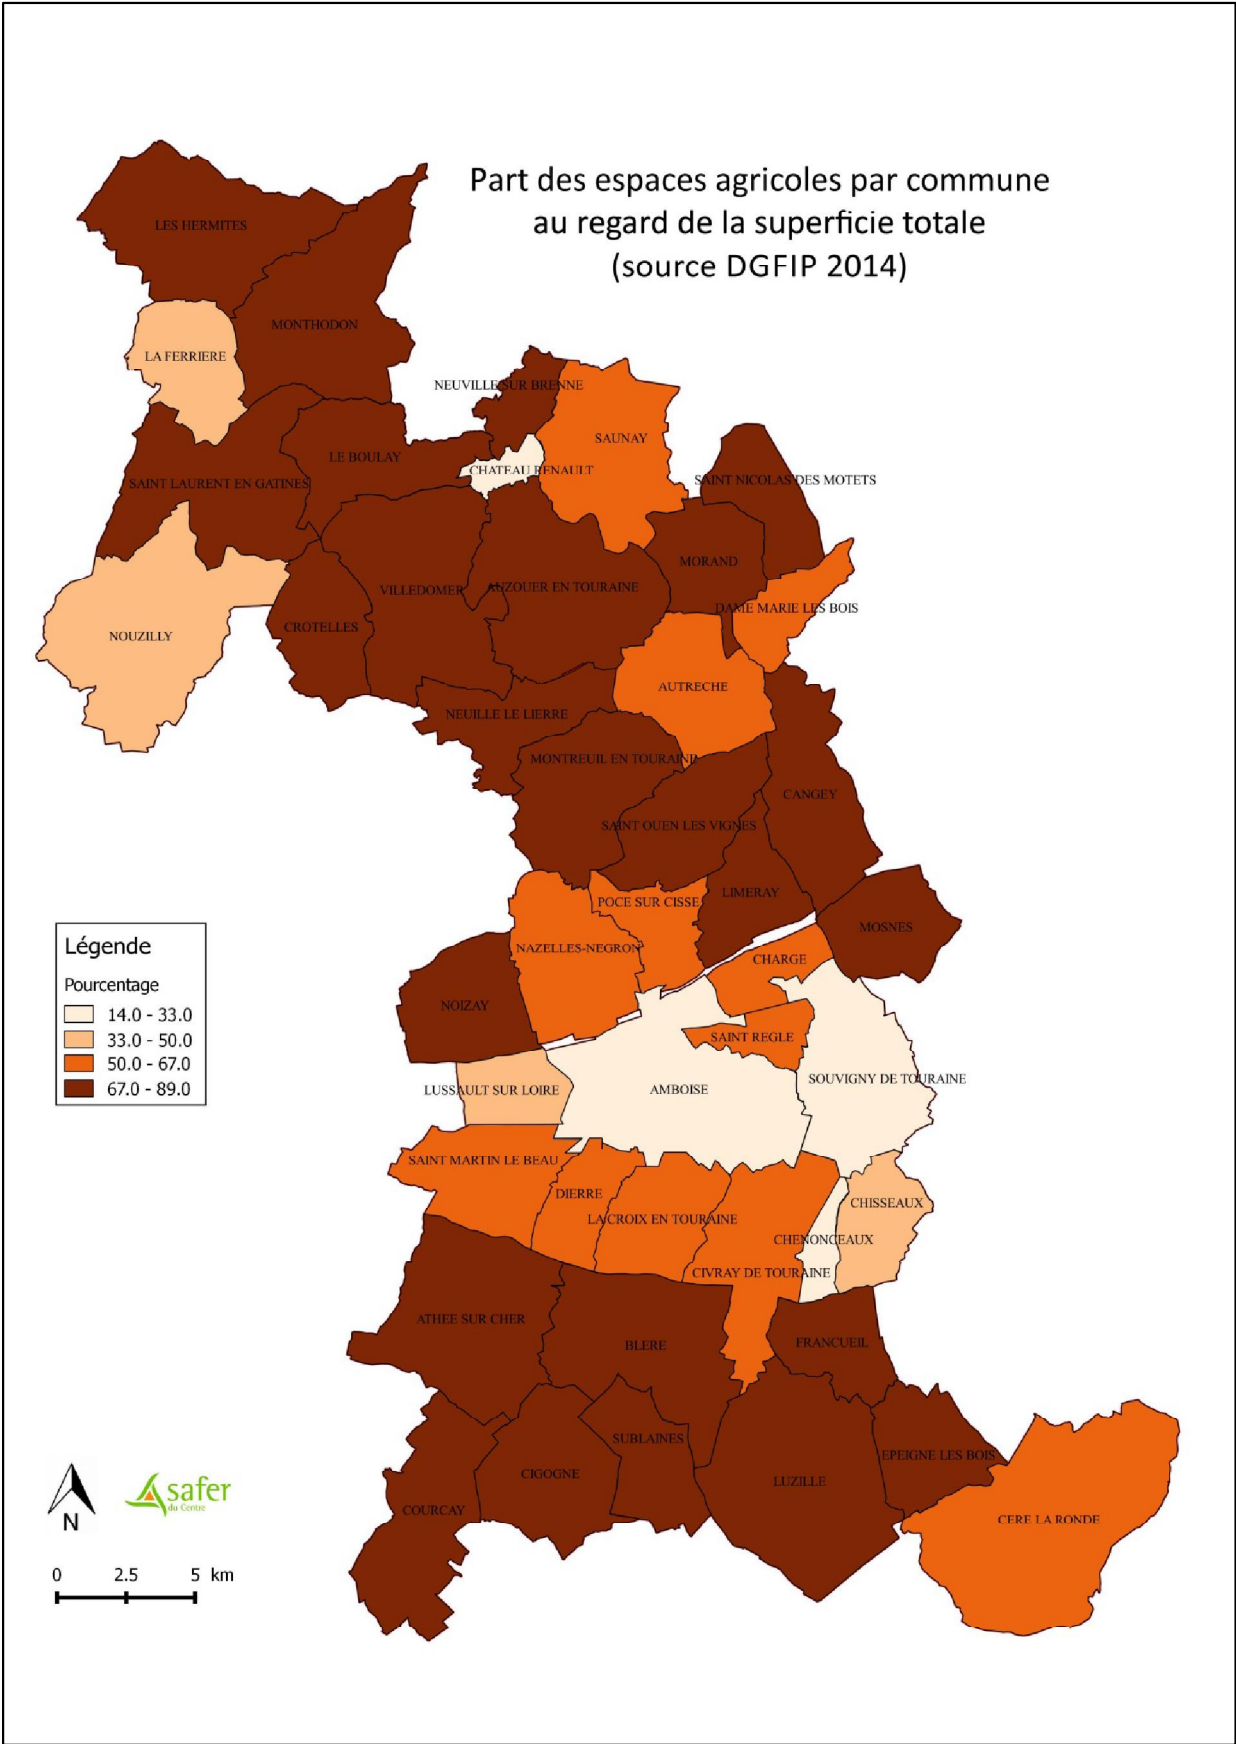 Part des espaces agricoles par commune
au regard de la superficie totale
(source DGFIP 2014)
LES HERMITES
MONTHODON
LA FERRIERE
NEUVILLE SUR BRENNE
SAUNAY
LE BOULAY
CHATEAU RENAULT
SAINT LAURENT EN GATINES
SAINT NICOLAS DES MOTETS
MORAND
VILLEDOMER
AUZOUER EN TOURAINE
DAME MARIE LES BOIS
CROTELLES
NOUZILLY
AUTRECHE
NEUILLE LE LIERRE
MONTREUIL EN TOURAINE
CANGEY
SAINT OUEN LES VIGNES
LIMERAY
POCE SUR CISSE
MOSNES
NAZELLES-NEGRON
CHARGE
NOIZAY
SAINT REGLE
SOUVIGNY DE TOURAINE
LUSSAULT SUR LOIRE
AMBOISE
SAINT MARTIN LE BEAU
DIERRE
CHISSEAUX
LA CROIX EN TOURAINE
CHENONCEAUX
CIVRAY DE TOURAINE
ATHEE SUR CHER
BLERE
FRANCUEIL
SUBLAINES
EPEIGNE LES BOIS
CIGOGNE
LUZILLE
COURCAY
CERE LA RONDE
Légende
Pourcentage
14.0 - 33.0
33.0 - 50.0
50.0 - 67.0
67.0 - 89.0
N
safer
du Centre
0 2.5 5 km